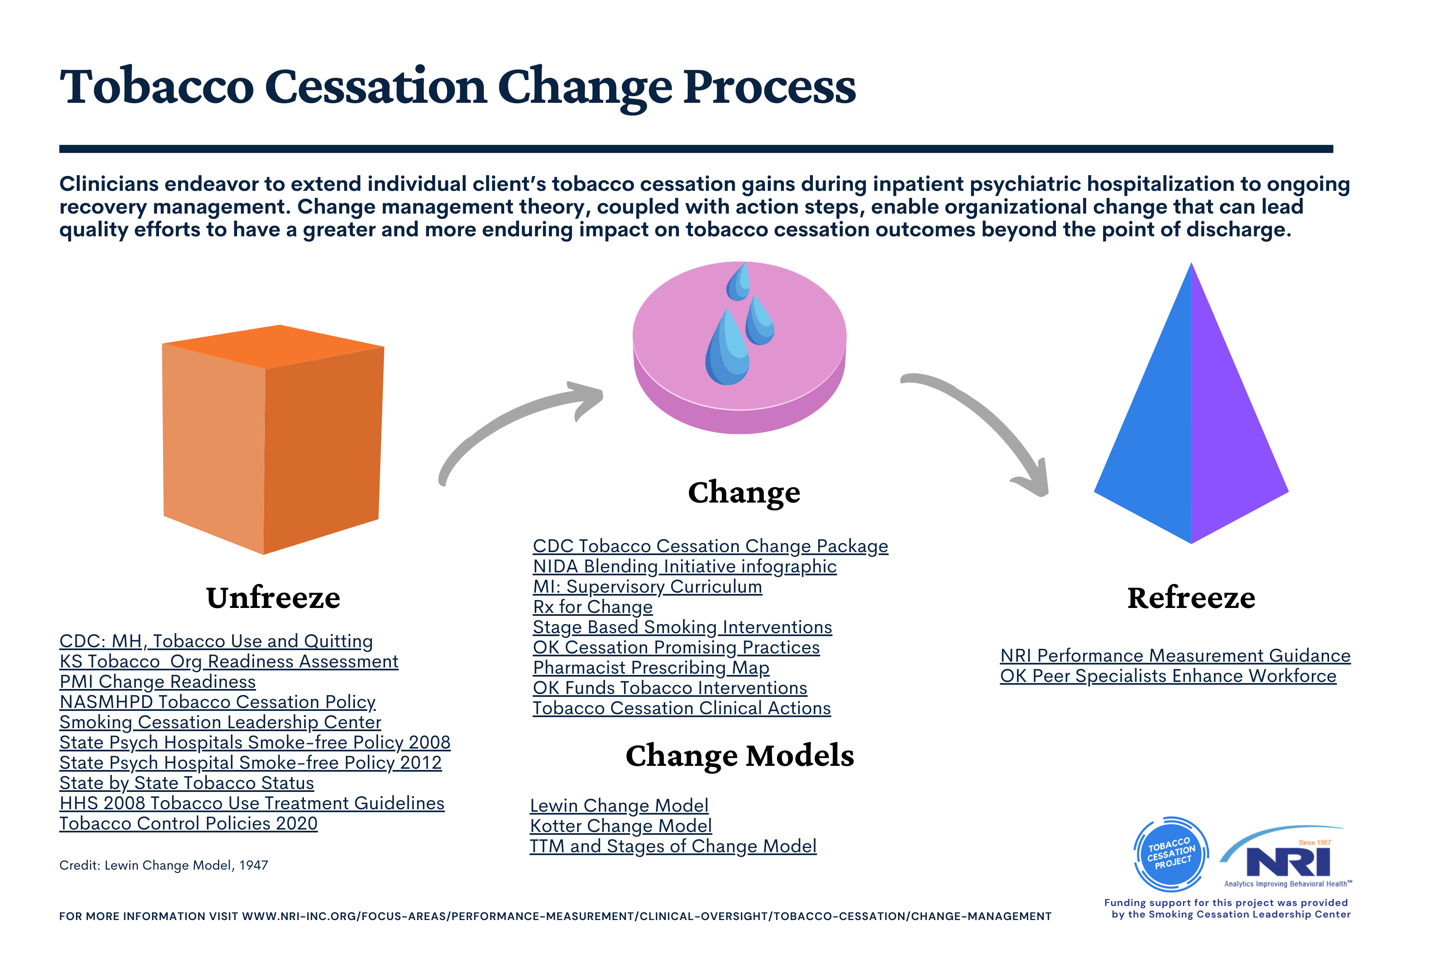 Tobacco Cessation Change Process
Clinicians endeavor to extend individual client's tobacco cessation gains during inpatient psychiatric hospitalization to ongoing
recovery management. Change management theory, coupled with action steps, enable organizational change that can lead
quality efforts to have a greater and more enduring impact on tobacco cessation outcomes beyond the point of discharge.
Unfreeze
CDC: MH, Tobacco Use and Quitting
KS Tobacco  Org Readiness Assessment
PMI Change Readiness
NASMHPD Tobacco Cessation Policy
Smoking Cessation Leadership Center
State Psych Hospitals Smoke-free Policy 2008
State Psych Hospital Smoke-free Policy 2012
State by State Tobacco Status
HHS 2008 Tobacco Use Treatment Guidelines
Tobacco Control Policies 2020
Credit: Lewin Change Model, 1947
Change
CDC Tobacco Cessation Change Package
NIDA Blending Initiative infographic
MI: Supervisory Curriculum
Rx for Change
Stage Based Smoking Interventions
OK Cessation Promising Practices
Pharmacist Prescribing Map
OK Funds Tobacco Interventions
Tobacco Cessation Clinical Actions
Change Models
Lewin Change Model
Kotter Change Model
TTM and Stages of Change Model
Refreeze
NRI Performance Measurement Guidance
OK Peer Specialists Enhance Workforce
TOBACCO
CESSATION
PROJECT
Since 1987
NRI
Analytics Improving Behavioral Health℠
Funding support for this project was provided
by the Smoking Cessation Leadership Center
FOR MORE INFORMATION VISIT WWW.NRI-INC.ORG/FOCUS-AREAS/PERFORMANCE-MEASUREMENT/CLINICAL-OVERSIGHT/TOBACCO-CESSATION/CHANGE-MANAGEMENT